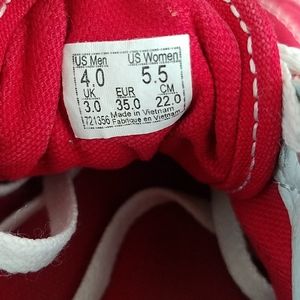 US Men US Women
4.0 5.5
UK EUR CM
3.0 35.0 22.0
Made in Vietnam
721356 Fabriqué en Vietnam